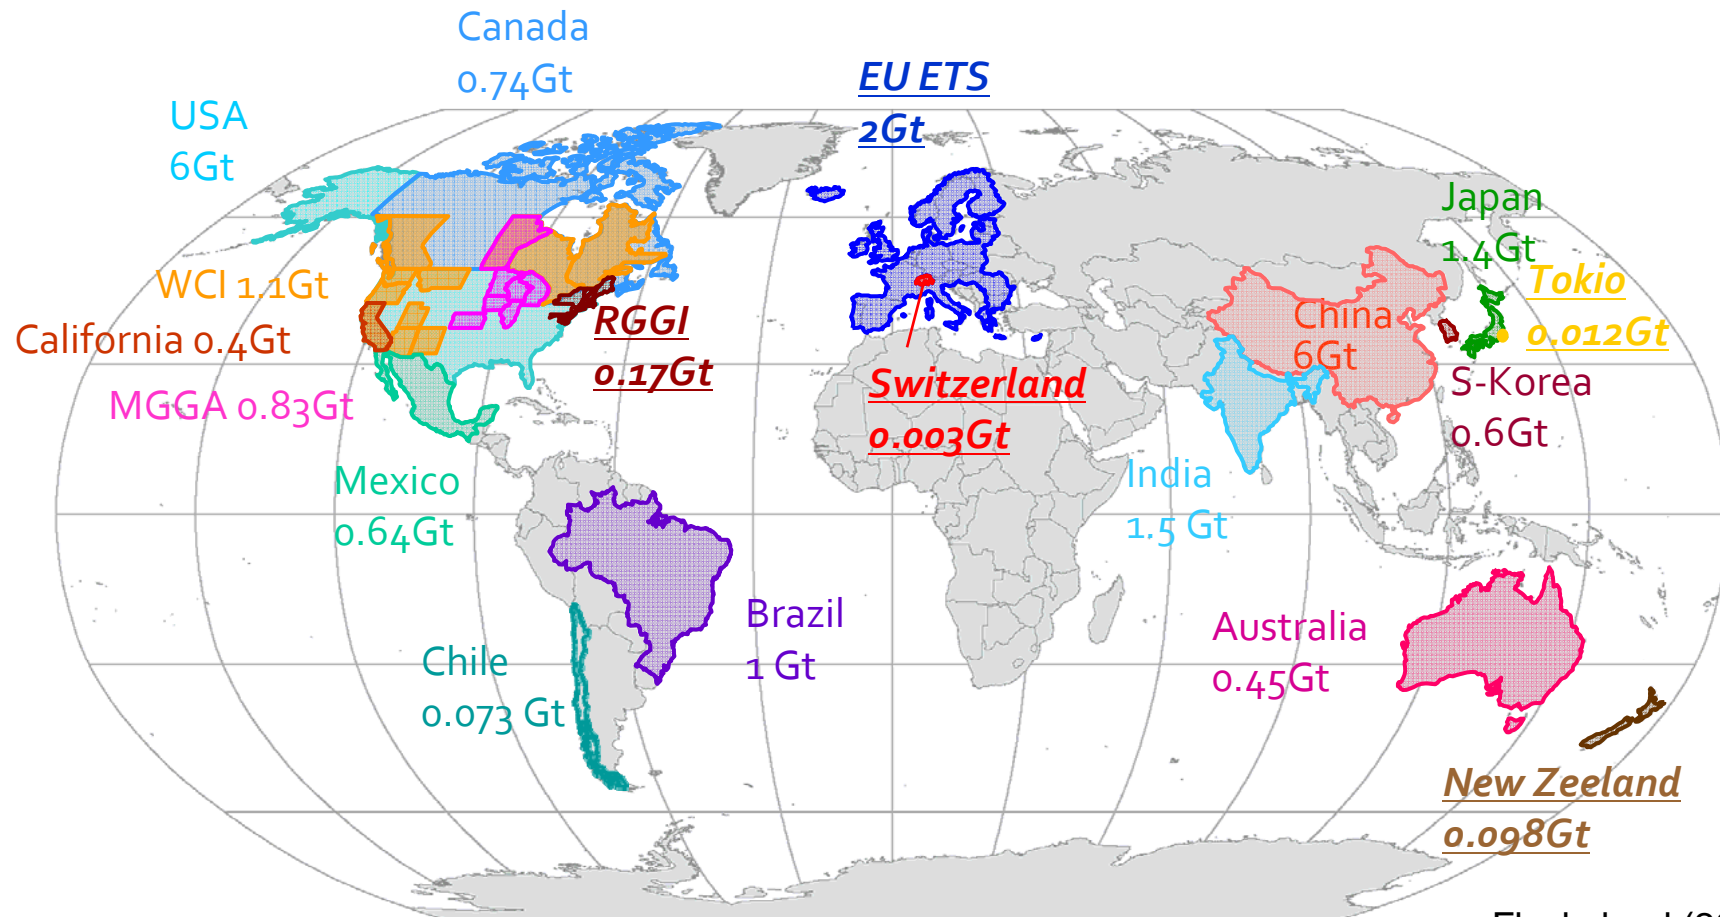 Canada
0.74Gt
EU ETS
2Gt
USA
6Gt
Japan
1.4Gt
WCI 1.1Gt
Tokio
0.012Gt
California 0.4Gt
RGGI
0.17Gt
China
6Gt
MGGA 0.83Gt
Switzerland
0.003Gt
S-Korea
0.6Gt
Mexico
0.64Gt
India
1,5 Gt
Brazil
1 Gt
Australia
0.45Gt
Chile
0.073 Gt
New Zeeland
0.098Gt